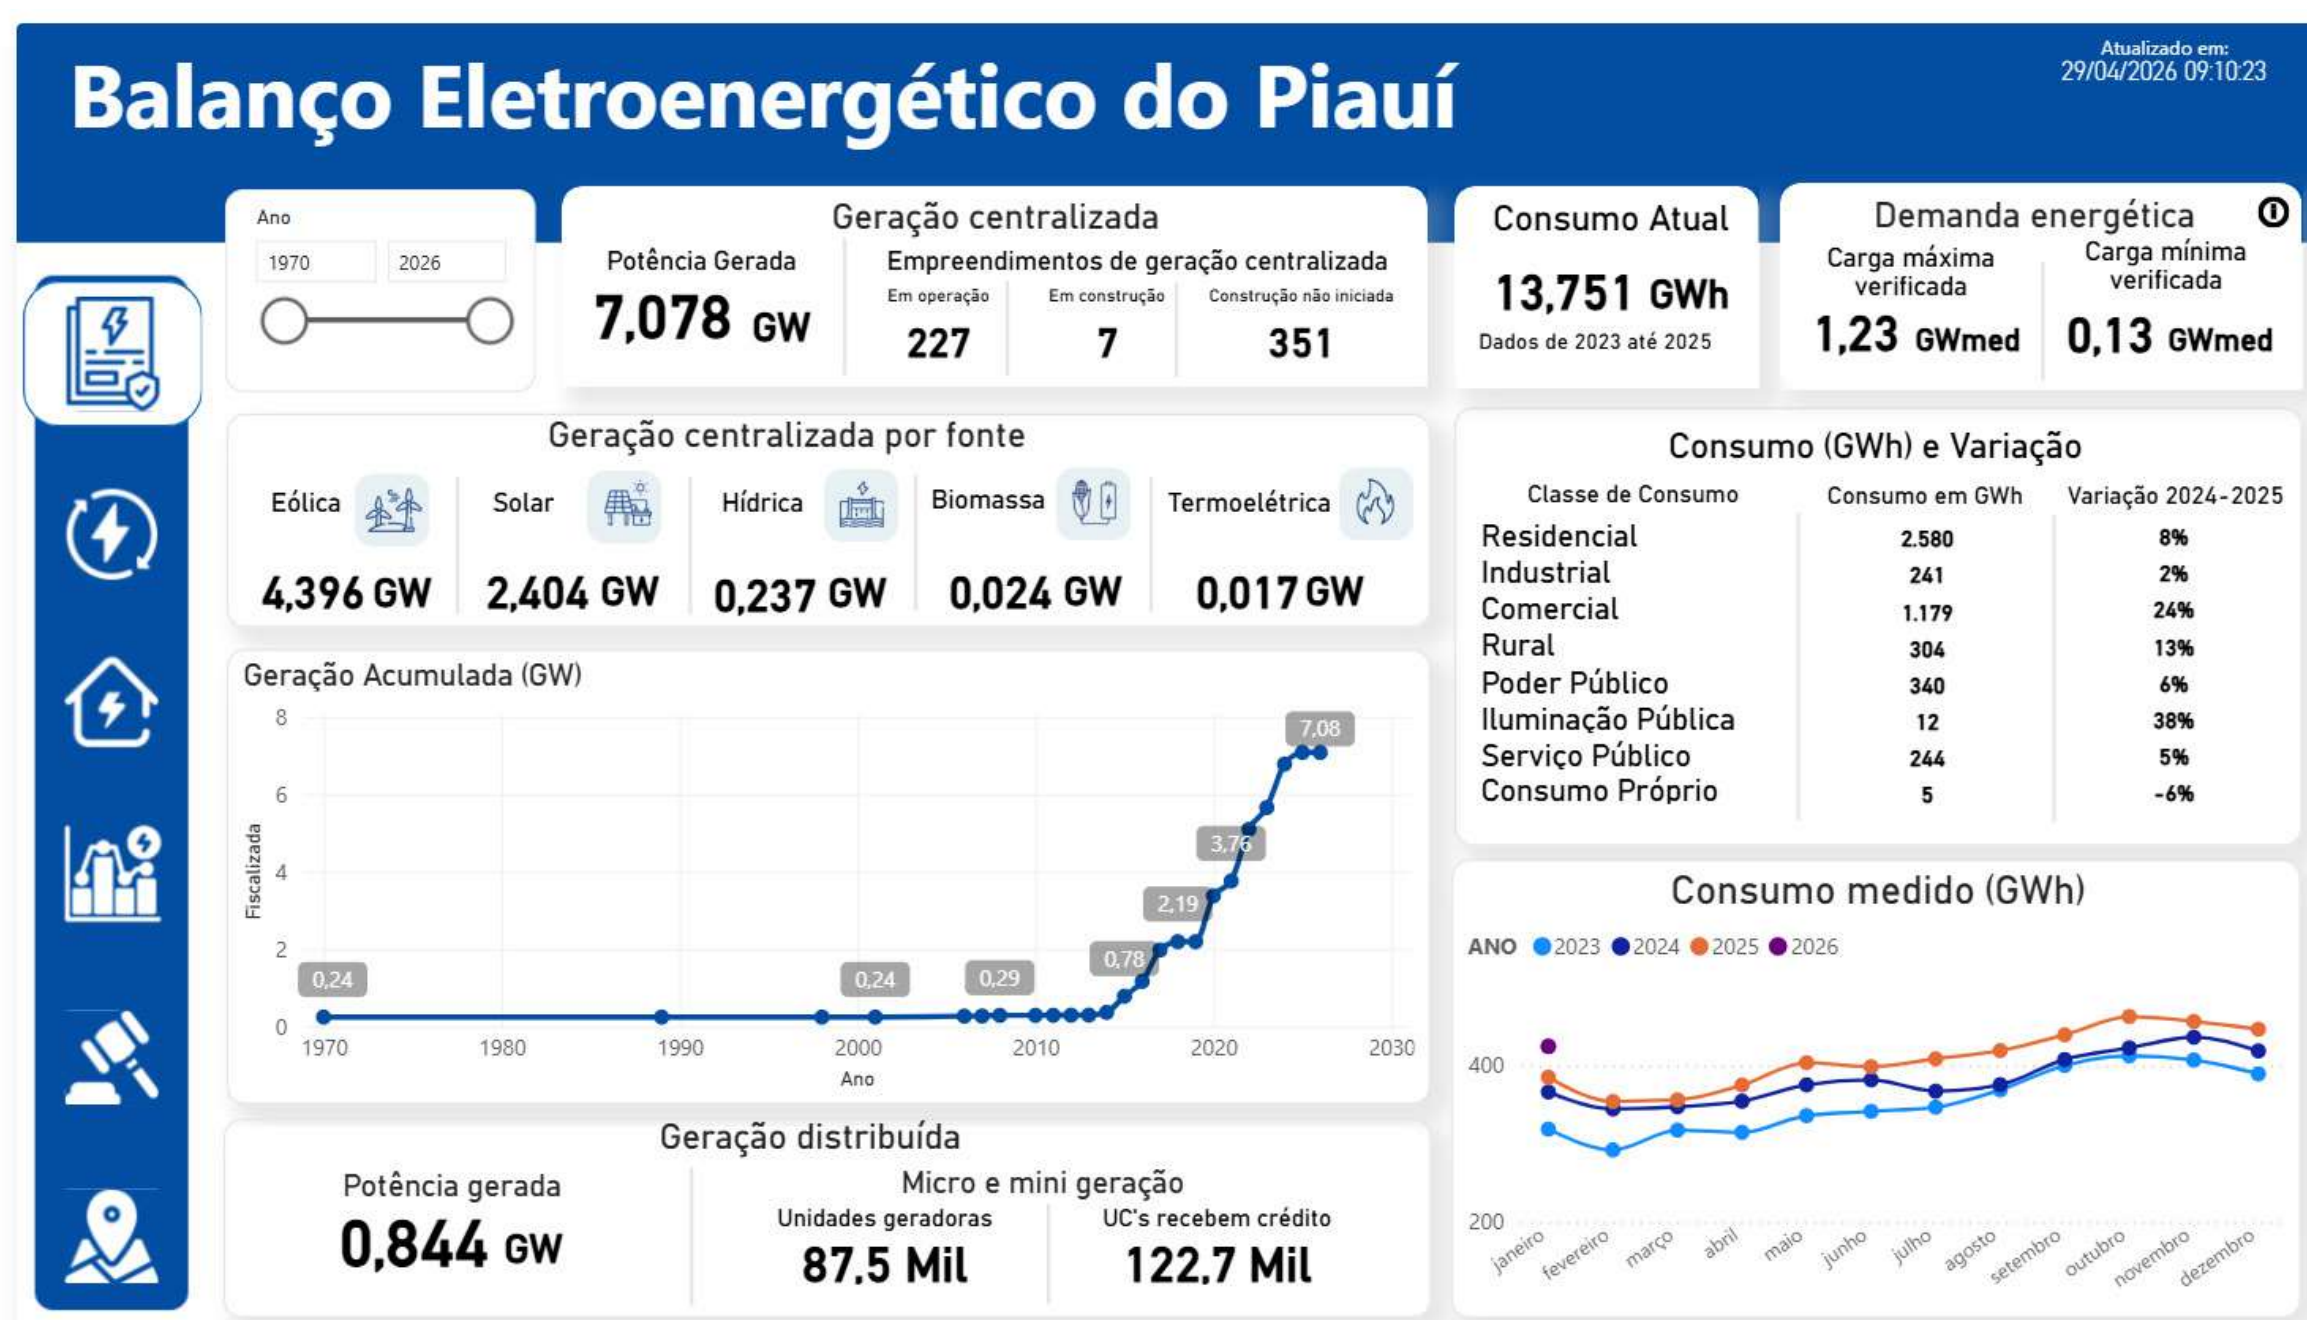 Balanço Eletroenergético do Piauí
Atualizado em:
29/04/2026 09:10:23
Ano
1970 2026
Geração centralizada
Potência Gerada
7,078 GW
Empreendimentos de geração centralizada
Em operação Em construção Construção não iniciada
227 7 351
Consumo Atual
13,751 GWh
Dados de 2023 até 2025
Demanda energética
Carga máxima verificada
1,23 GWmed
Carga mínima verificada
0,13 GWmed
Geração centralizada por fonte
Eólica Solar Hídrica Biomassa Termoelétrica
4,396 GW 2,404 GW 0,237 GW 0,024 GW 0,017 GW
Consumo (GWh) e Variação
Classe de Consumo Consumo em GWh Variação 2024-2025
Residencial 2.580 8%
Industrial 241 2%
Comercial 1.179 24%
Rural 304 13%
Poder Público 340 6%
Iluminação Pública 12 38%
Serviço Público 244 5%
Consumo Próprio 5 -6%
Geração Acumulada (GW)
Fiscalizada
8
6
4
2
0
0,24
0,24
0,29
0,78
2,19
3,76
7,08
1970 1980 1990 2000 2010 2020 2030
Ano
Consumo medido (GWh)
ANO 2023 2024 2025 2026
400
200
janeiro fevereiro março abril maio junho julho agosto setembro outubro novembro dezembro
Geração distribuída
Potência gerada
0,844 GW
Micro e mini geração
Unidades geradoras UC's recebem crédito
87,5 Mil 122,7 Mil